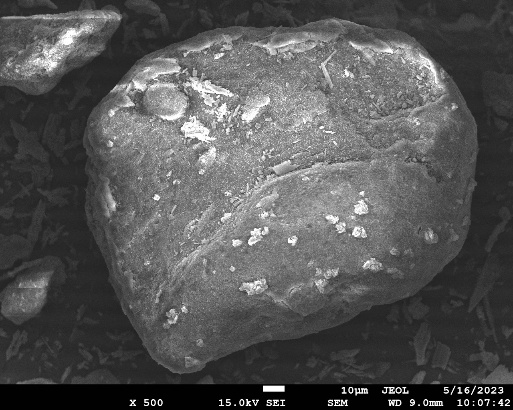 10µm JEOL 5/16/2023
X 500 15.0kV SEI SEM WD 9.0mm 10:07:42